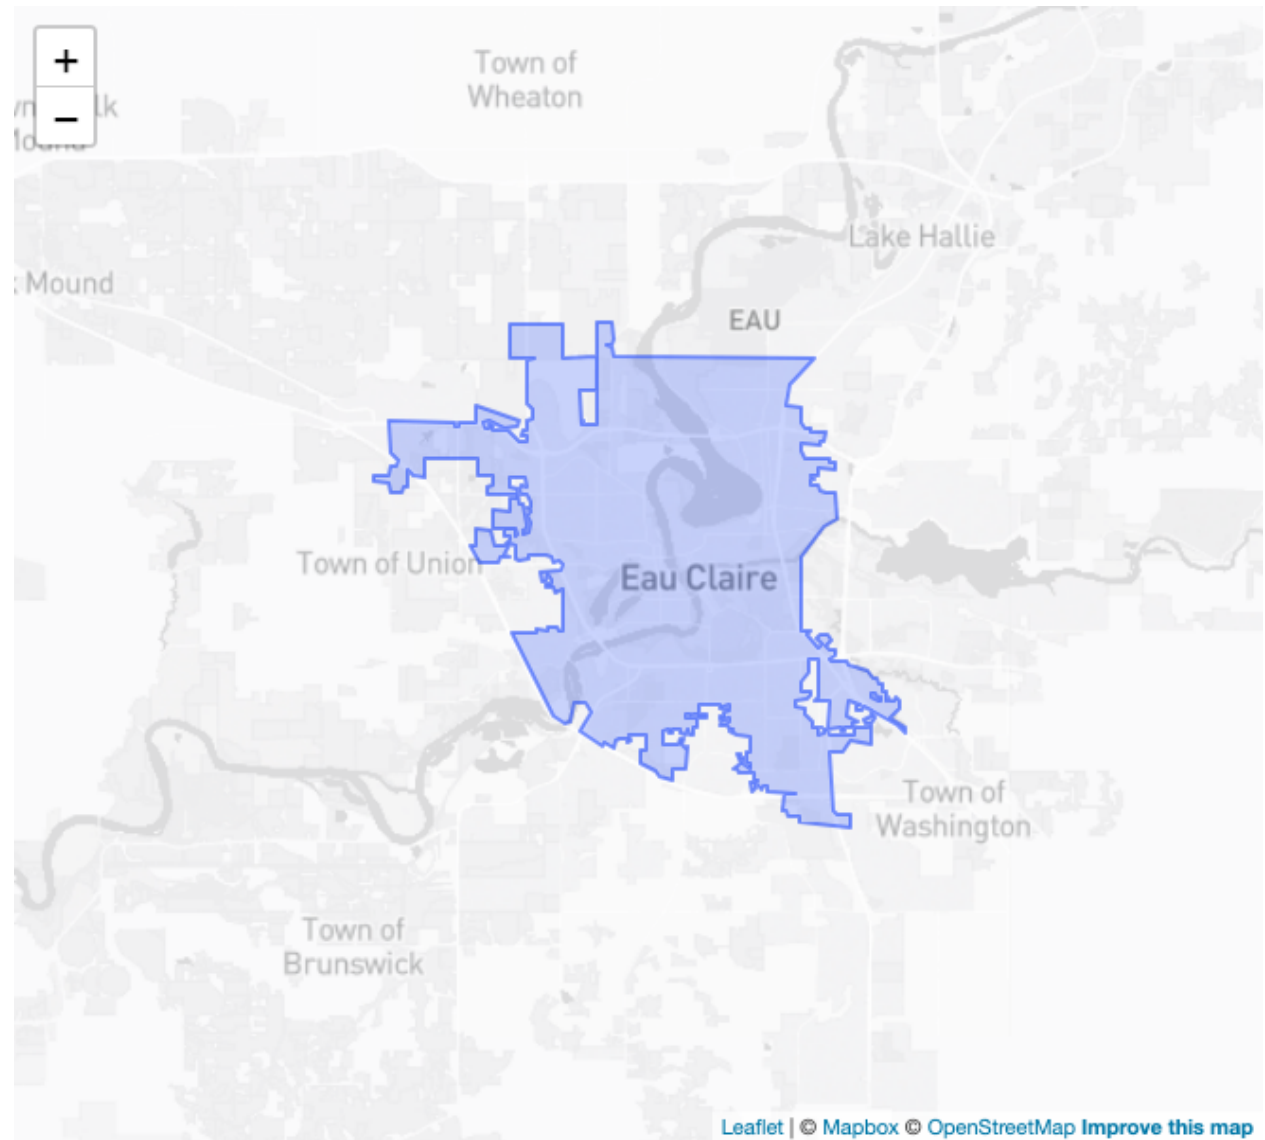 +
−
Town of
Wheaton
Lake Hallie
Mound
EAU
Town of Union
Eau Claire
Town of
Washington
Town of
Brunswick
Leaflet | © Mapbox © OpenStreetMap Improve this map